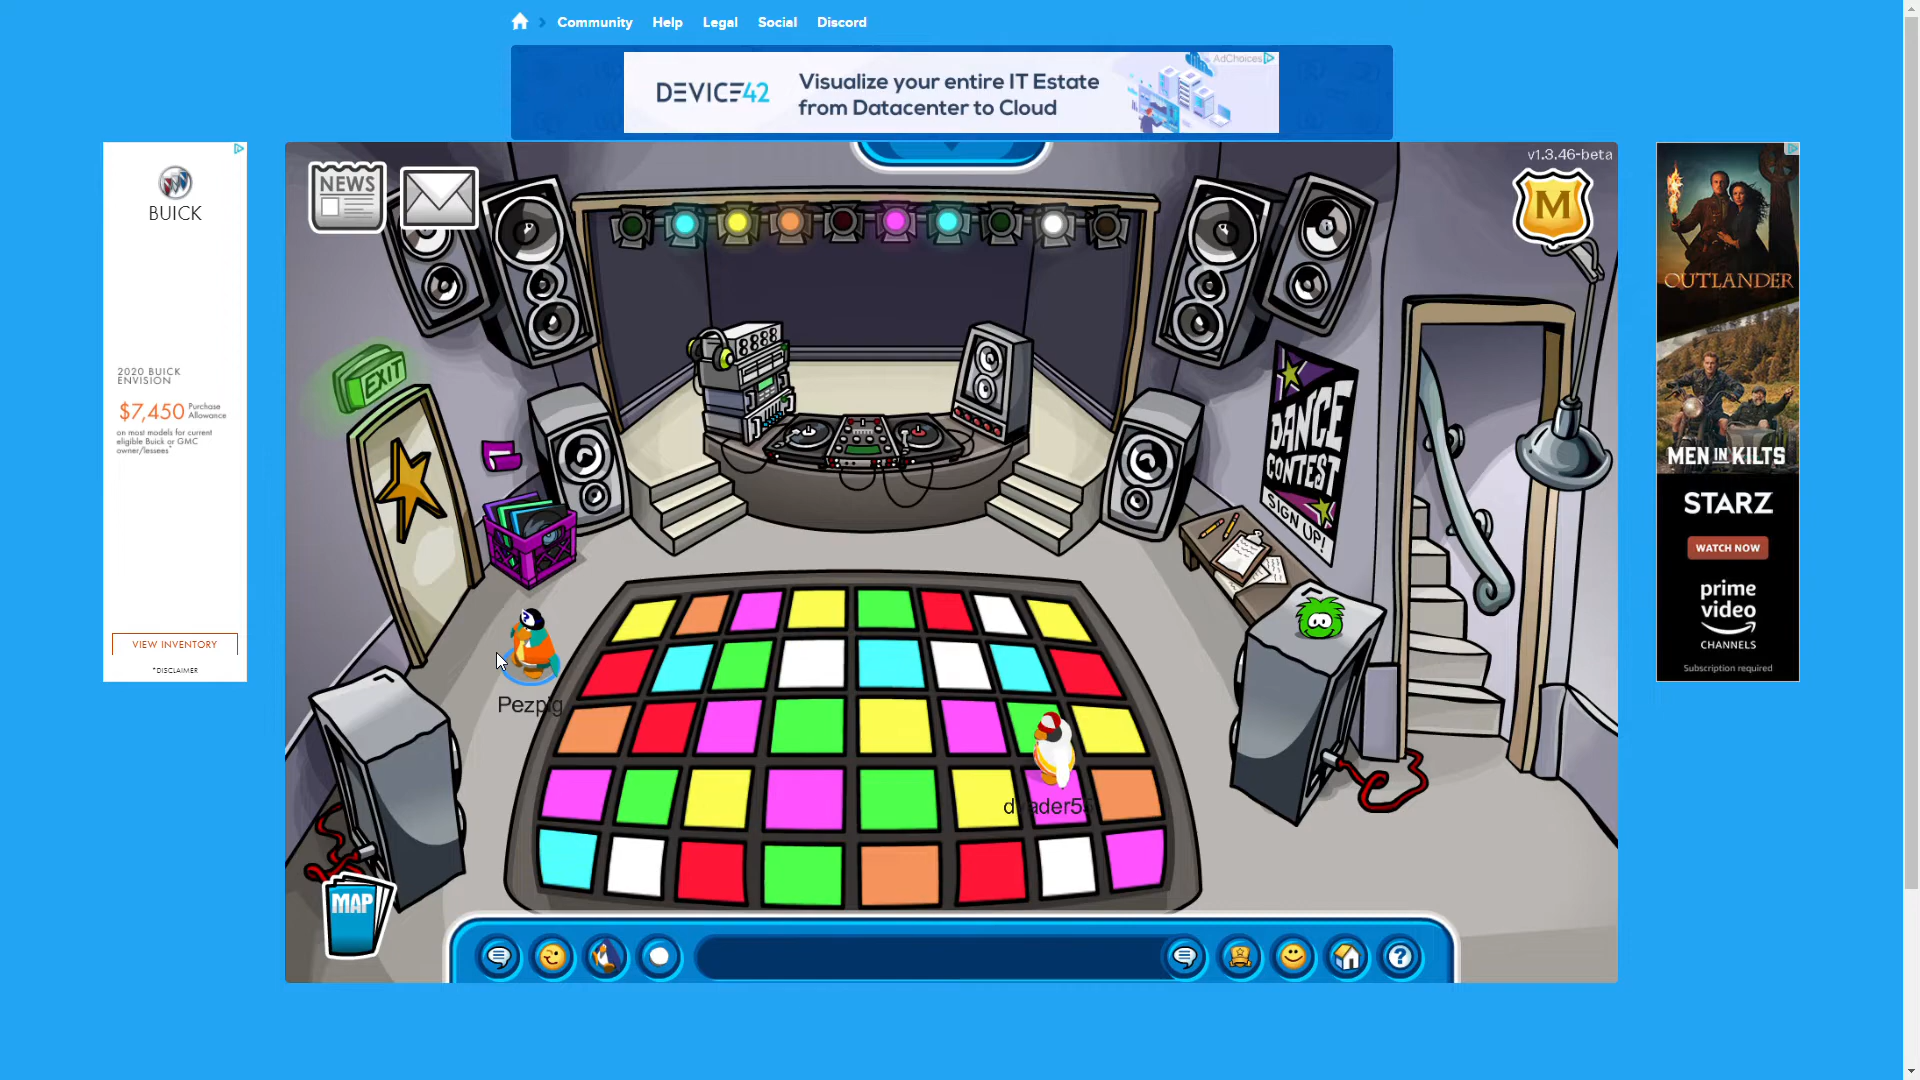 Community
Help
Legal
Social
Discord
DEVICE42
Visualize your entire IT Estate
from Datacenter to Cloud
AdChoices
v1.3.46-beta
NEWS
M
BUICK
2020 BUICK
ENVISION
$7,450 Purchase
Allowance
on most models for current
eligible Buick or GMC
owner/lessees*
VIEW INVENTORY
*DISCLAIMER
EXIT
DANCE
CONTEST
SIGN UP!
Pezpig
dvader55
MAP
?
OUTLANDER
MEN IN KILTS
STARZ
WATCH NOW
prime
video
CHANNELS
Subscription required